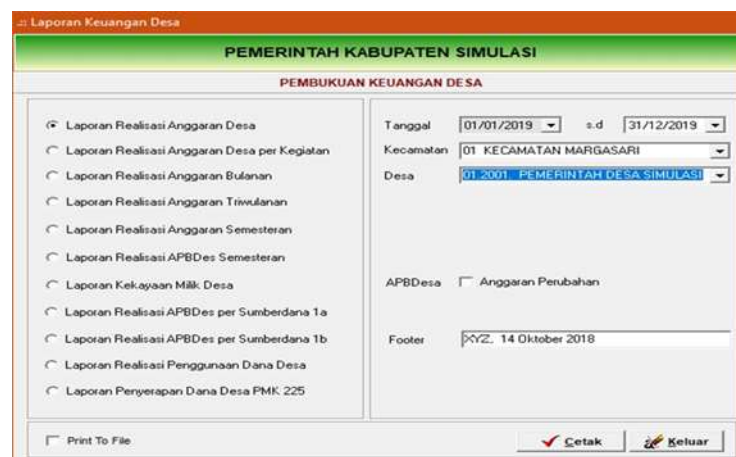 .:: Laporan Keuangan Desa
PEMERINTAH KABUPATEN SIMULASI
PEMBUKUAN KEUANGAN DESA
Laporan Realisasi Anggaran Desa
Laporan Realisasi Anggaran Desa per Kegiatan
Laporan Realisasi Anggaran Bulanan
Laporan Realisasi Anggaran Triwulanan
Laporan Realisasi Anggaran Semesteran
Laporan Realisasi APBDes Semesteran
Laporan Kekayaan Milik Desa
Laporan Realisasi APBDes per Sumberdana 1a
Laporan Realisasi APBDes per Sumberdana 1b
Laporan Realisasi Penggunaan Dana Desa
Laporan Penyerapan Dana Desa PMK 225
Tanggal 01/01/2019 s.d 31/12/2019
Kecamatan 01 KECAMATAN MARGASARI
Desa 01.2001. PEMERINTAH DESA SIMULASI
APBDesa Anggaran Perubahan
Footer XYZ, 14 Oktober 2018
Print To File
Cetak Keluar